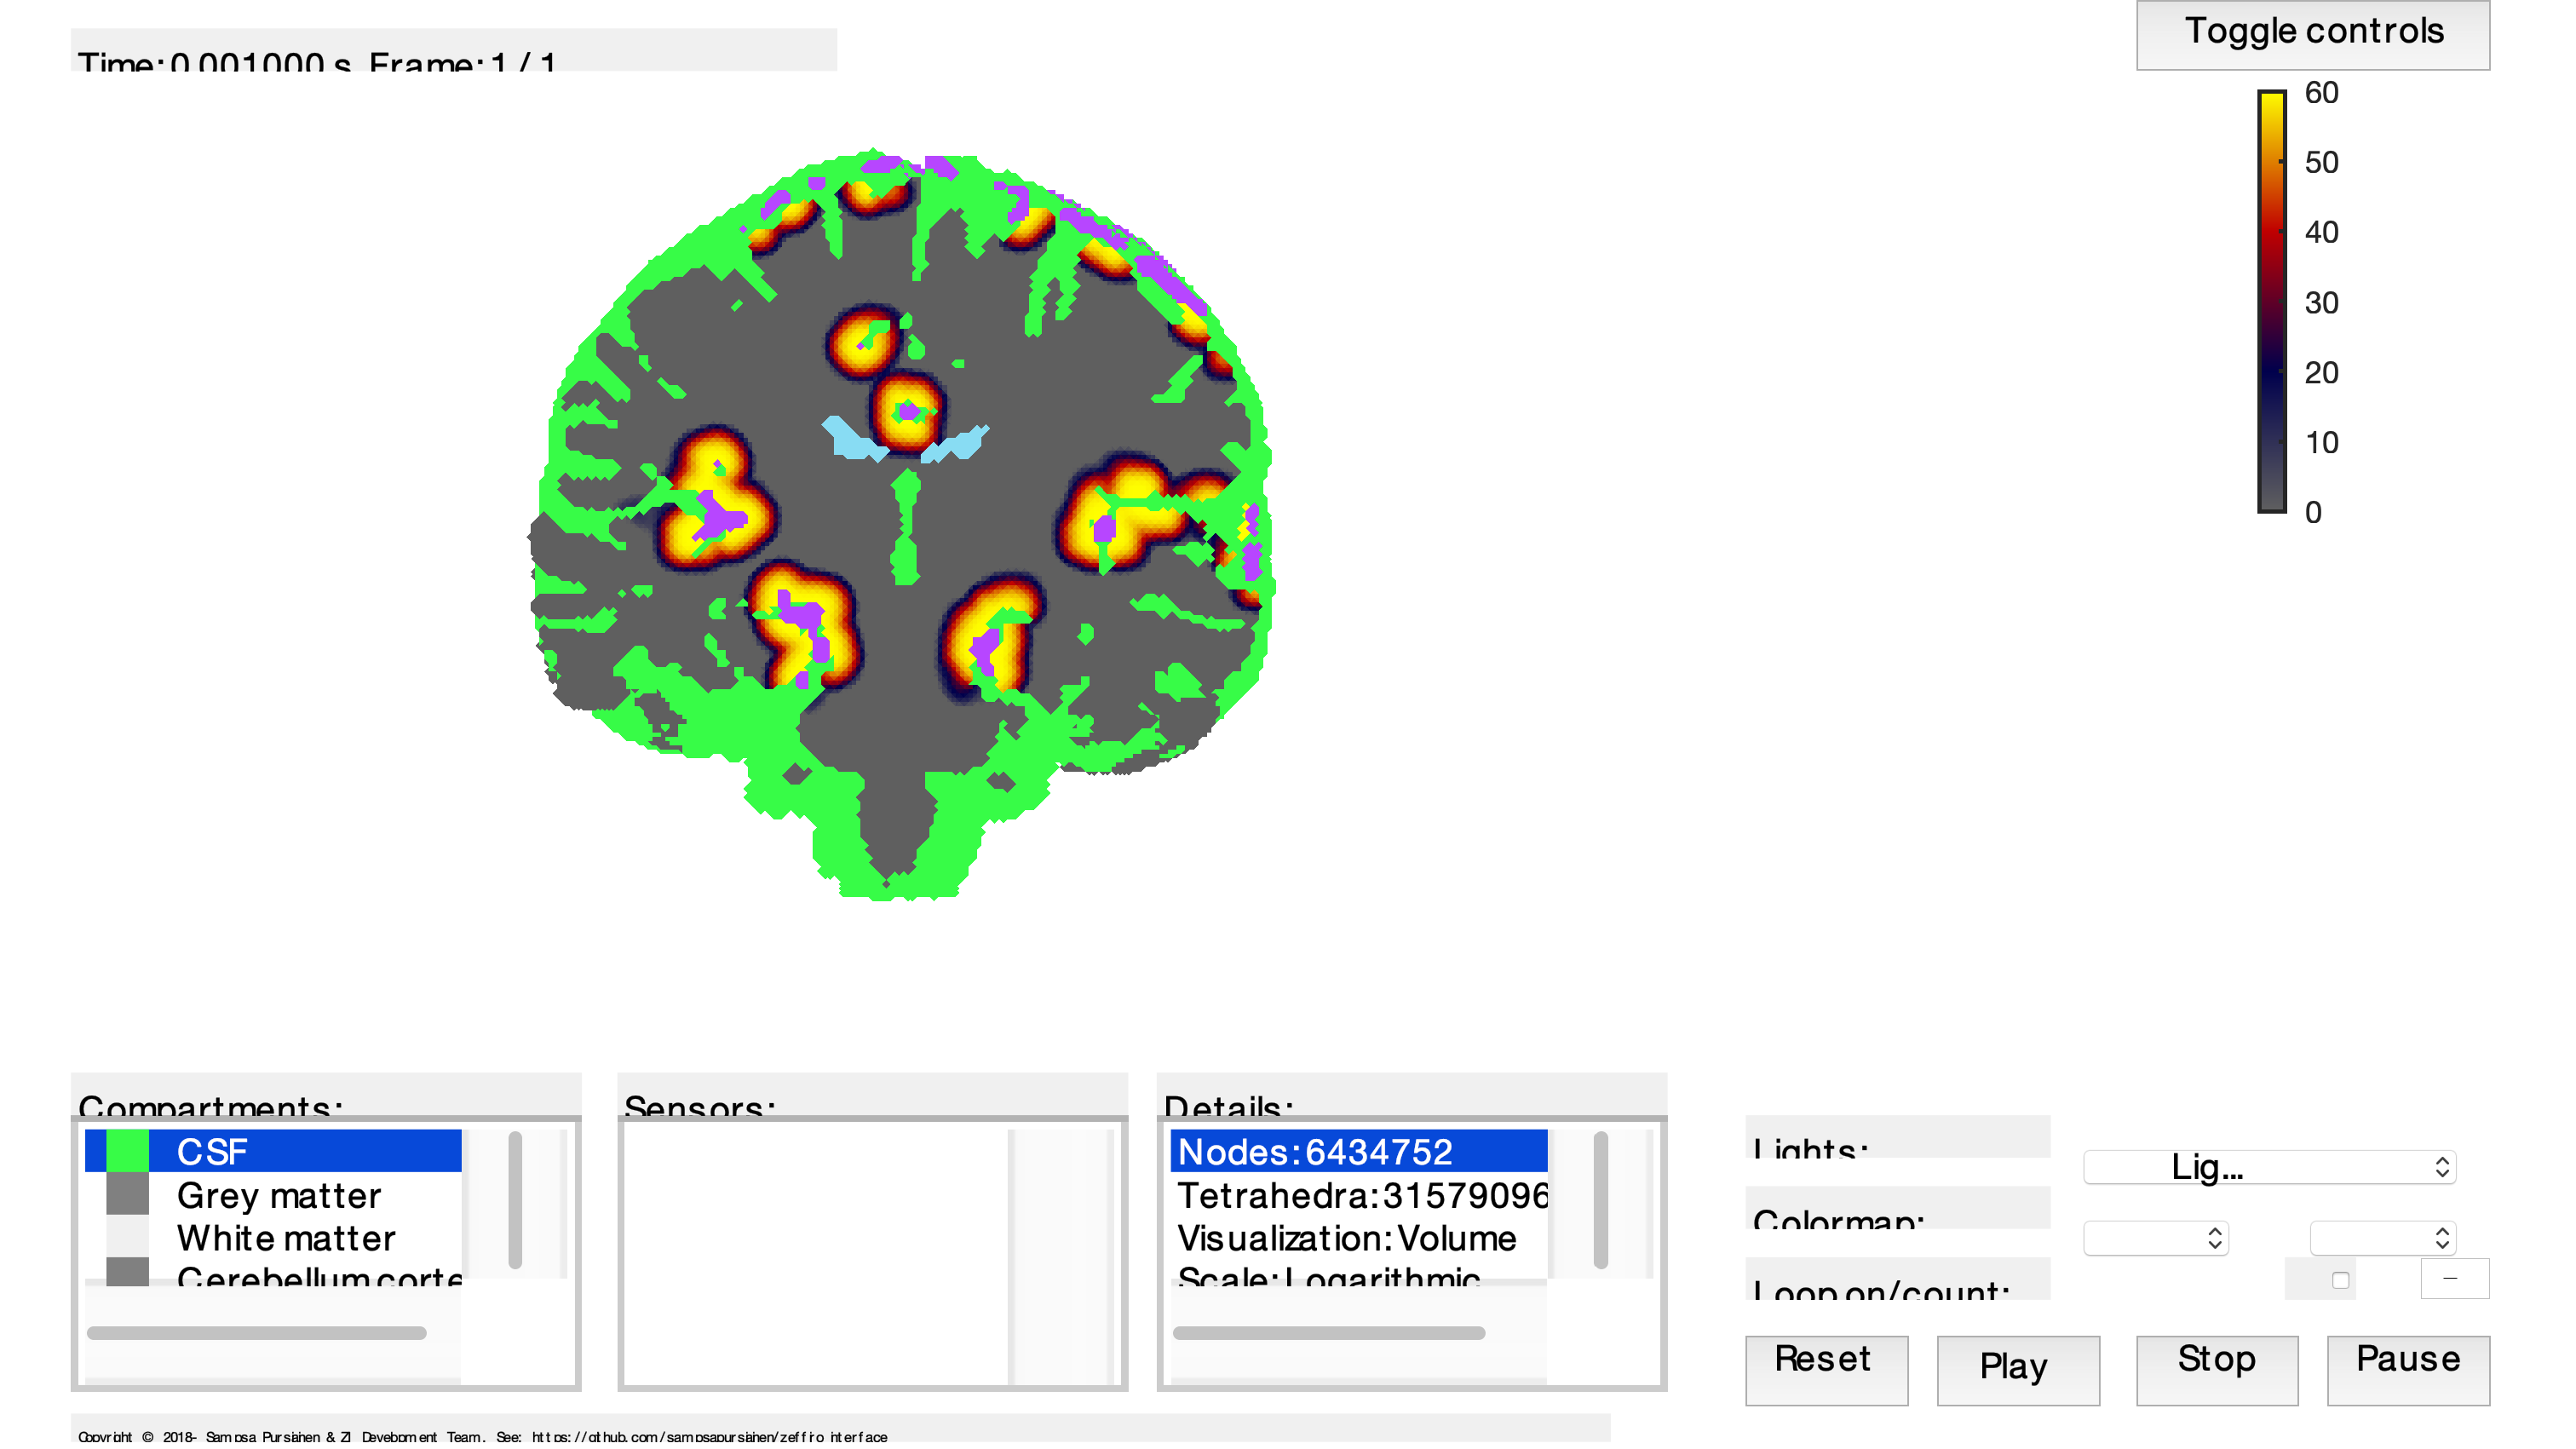 Toggle controls
Time: 0.001000 s Frame: 1 / 1
60
50
40
30
20
10
0
Compartments:
CSF
Grey matter
White matter
Cerebellum corte
Sensors:
Details:
Nodes: 6434752
Tetrahedra: 31579096
Visualization: Volume
Scale: Logarithmic
Lights:
Lig...
Colormap:
Loop on/count:
Reset
Play
Stop
Pause
Copyright © 2018- Sampsa Pursiainen & ZI Development Team. See: https://github.com/sampsapursiainen/zeffiro_interface